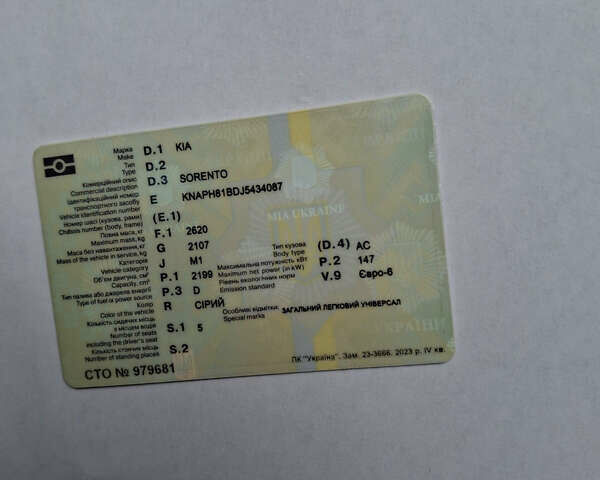 Марка D.1 KIA
Make
Тип D.2
Type
Комерційний опис D.3 SORENTO
Commercial description
Ідентифікаційний номер E KNAPH81BDJ5434087
транспортного засобу
Vehicle identification number
Номер шасі (кузова, рами) (E.1)
Chassis number (body, frame)
Повна маса, кг F.1 2620
Maximum mass, kg
Маса без навантаження, кг G 2107
Mass of the vehicle in service, kg
Категорія J M1
Vehicle category
Об'єм двигуна, см³ P.1 2199
Capacity, cm³
Тип палива або джерела енергії P.3 D
Type of fuel or power source
Колір R СІРИЙ
Color of the vehicle
Кількість сидячих місць S.1 5
з місцем водія
Number of seats
including the driver's seat
Кількість стоячих місць S.2
Number of standing places
Тип кузова (D.4) AC
Body type
Максимальна потужність кВт P.2 147
Maximum net power (in kW)
Рівень екологічних норм V.9 Євро-6
Emission standard
Особливі відмітки ЗАГАЛЬНИЙ ЛЕГКОВИЙ УНІВЕРСАЛ
Special marks
MIA UKRAINE
СТО № 979681
ПК "Україна". Зам. 23-3666. 2023 р. IV кв.